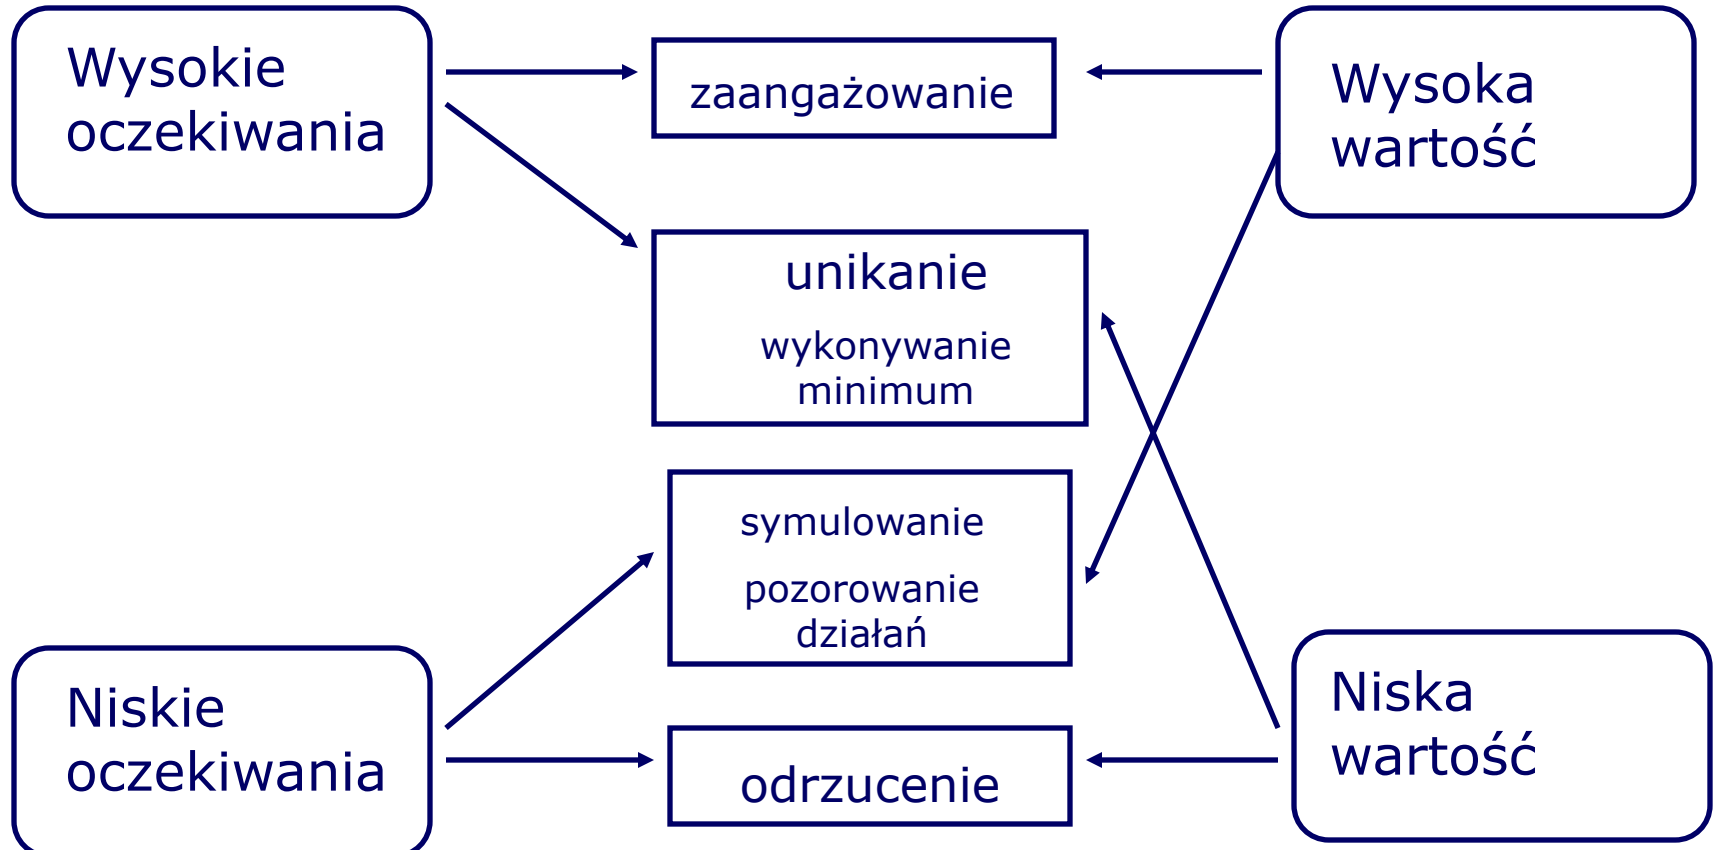 Wysokie
oczekiwania
zaangażowanie
Wysoka
wartość
unikanie
wykonywanie
minimum
symulowanie
pozorowanie
działań
Niskie
oczekiwania
odrzucenie
Niska
wartość